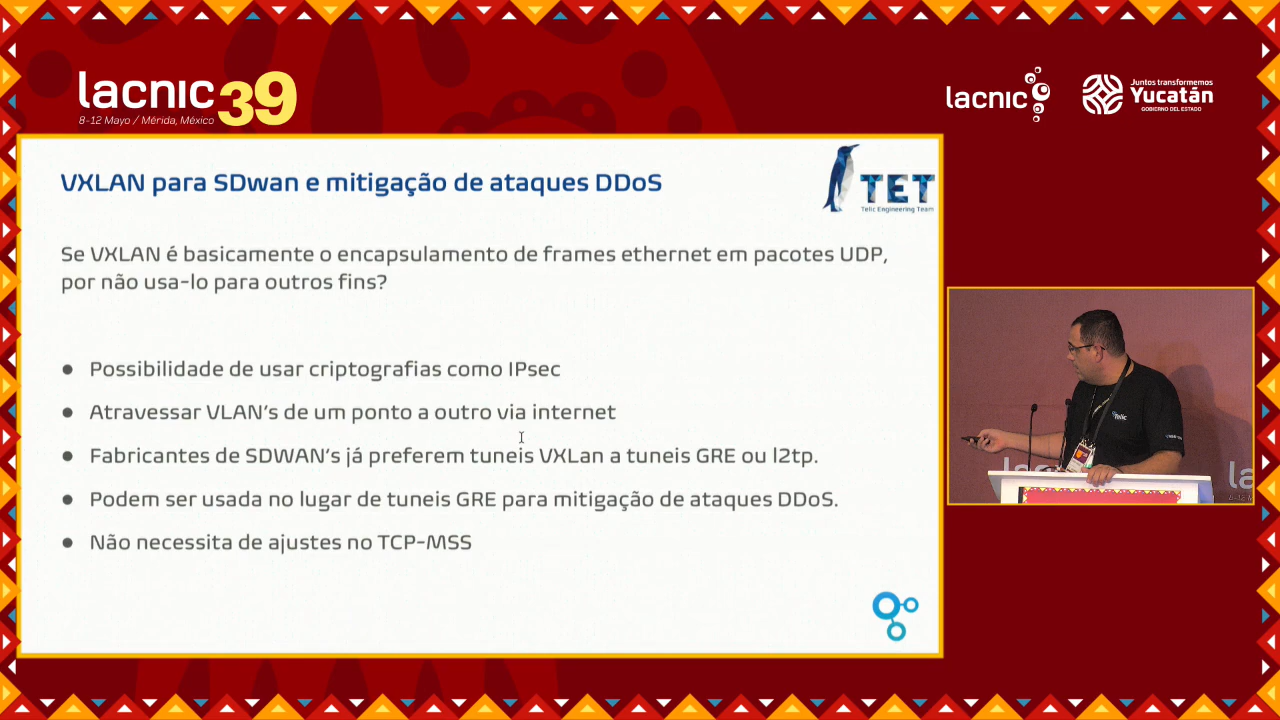 lacnic 39
8-12 Mayo / Mérida, México
lacnic
Juntos transformemos
Yucatán
GOBIERNO DEL ESTADO
VXLAN para SDwan e mitigação de ataques DDoS
TET
Telic Engineering Team
Se VXLAN é basicamente o encapsulamento de frames ethernet em pacotes UDP,
por não usa-lo para outros fins?
● Possibilidade de usar criptografias como IPsec
● Atravessar VLAN's de um ponto a outro via internet
● Fabricantes de SDWAN's já preferem tuneis VXLan a tuneis GRE ou l2tp.
● Podem ser usada no lugar de tuneis GRE para mitigação de ataques DDoS.
● Não necessita de ajustes no TCP-MSS
Telic